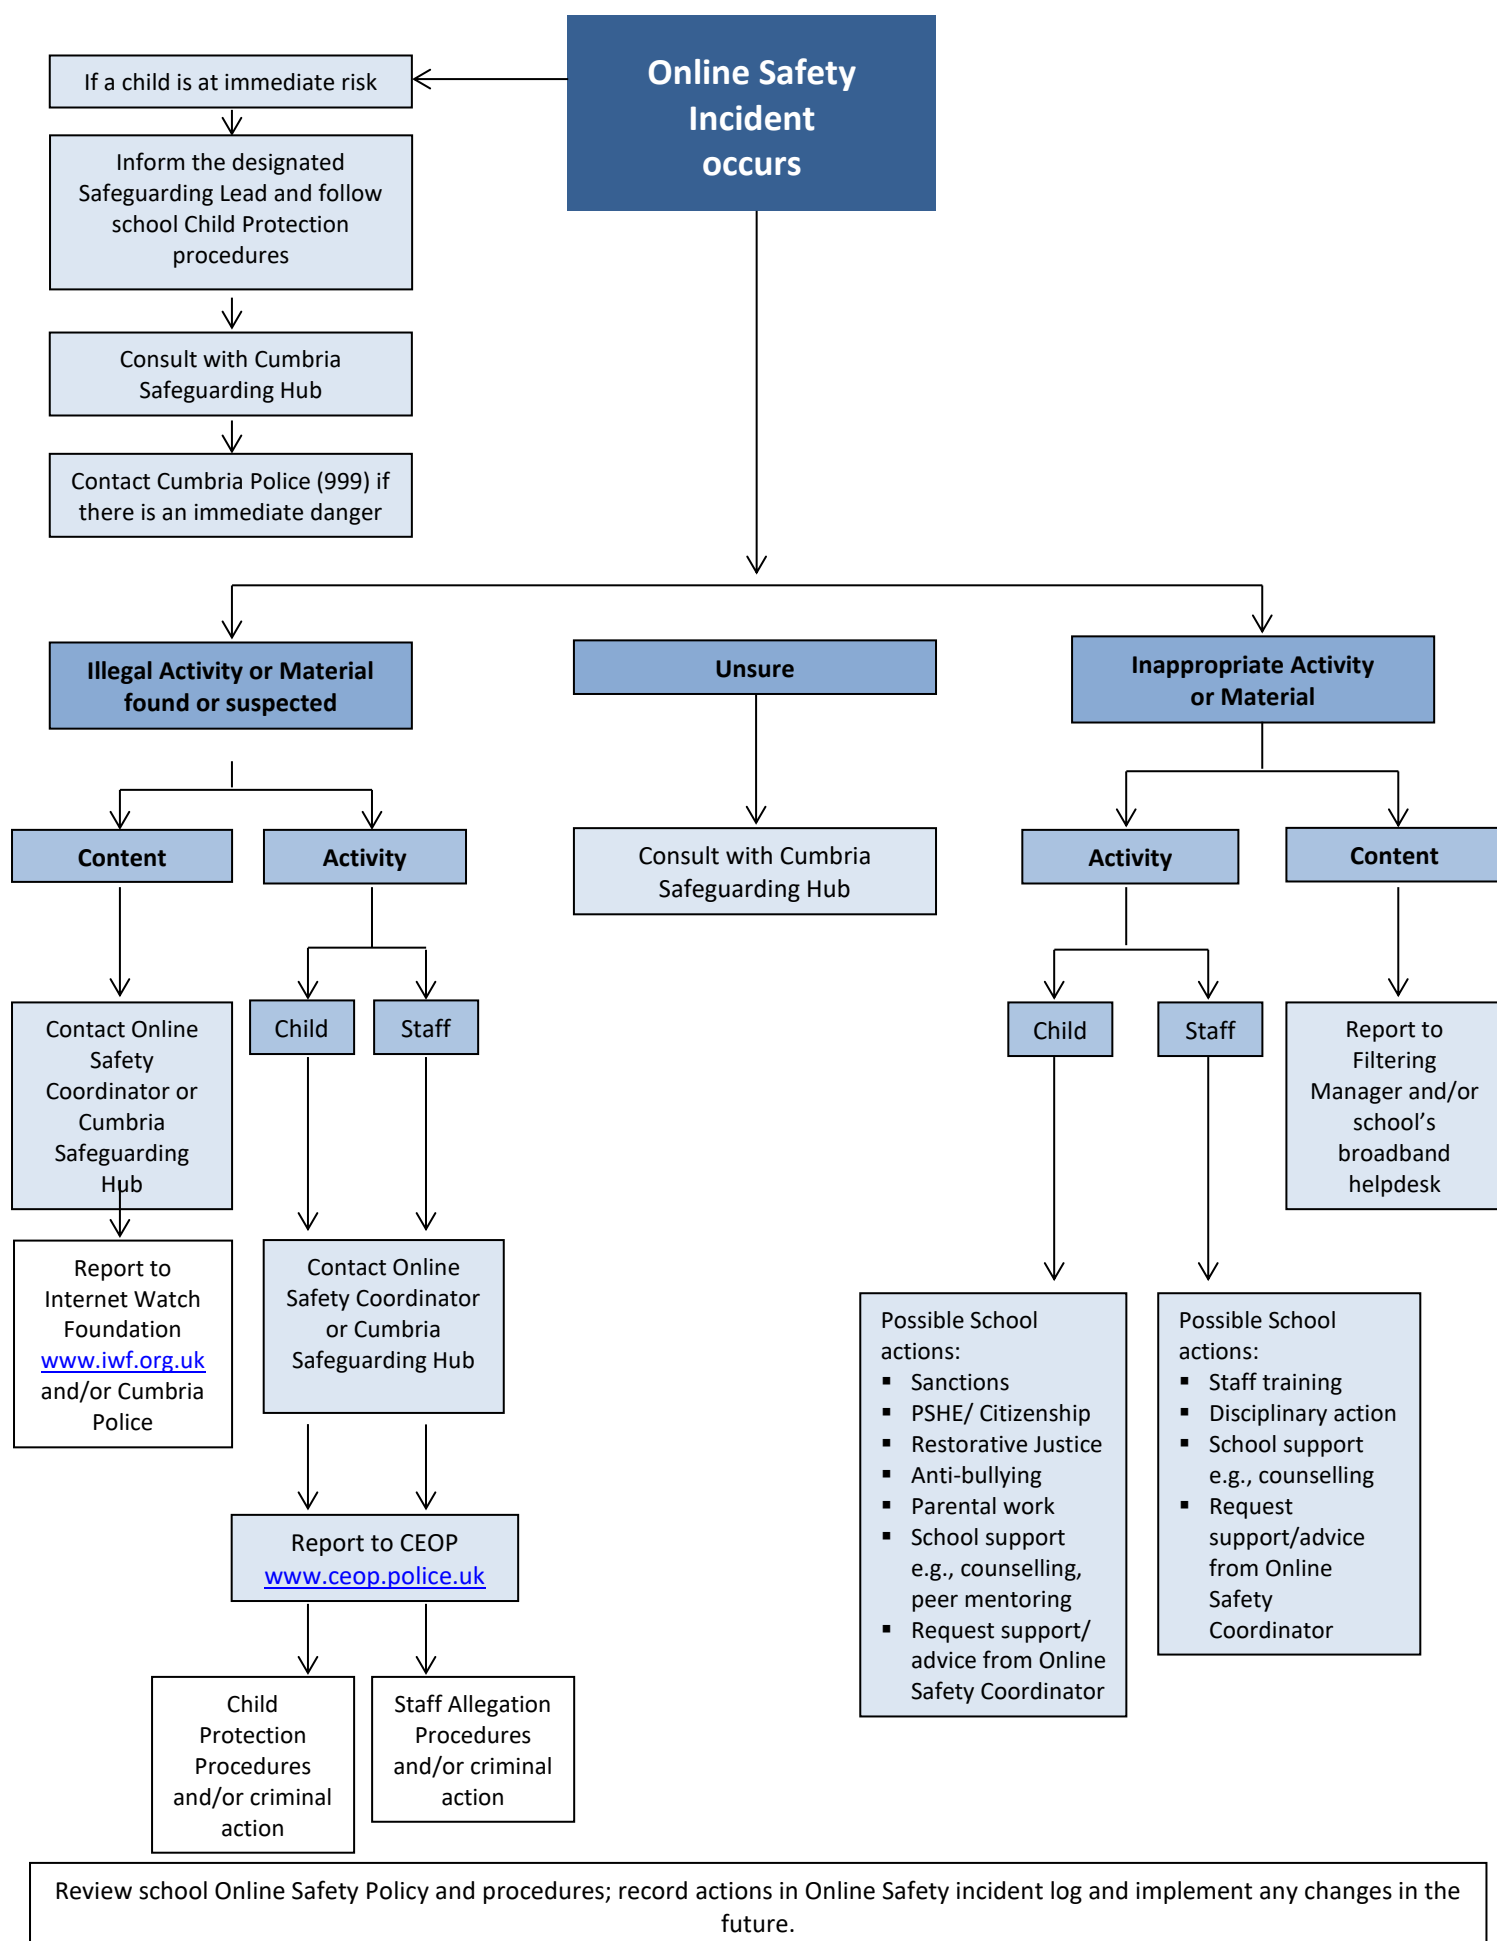 Online Safety
Incident
occurs
If a child is at immediate risk
Inform the designated
Safeguarding Lead and follow
school Child Protection
procedures
Consult with Cumbria
Safeguarding Hub
Contact Cumbria Police (999) if
there is an immediate danger
Illegal Activity or Material
found or suspected
Unsure
Inappropriate Activity
or Material
Content
Activity
Consult with Cumbria
Safeguarding Hub
Activity
Content
Contact Online
Safety
Coordinator or
Cumbria
Safeguarding
Hub
Child
Staff
Child
Staff
Report to
Filtering
Manager and/or
school’s
broadband
helpdesk
Report to
Internet Watch
Foundation
www.iwf.org.uk
and/or Cumbria
Police
Contact Online
Safety Coordinator
or Cumbria
Safeguarding Hub
Possible School
actions:
▪ Sanctions
▪ PSHE/ Citizenship
▪ Restorative Justice
▪ Anti-bullying
▪ Parental work
▪ School support
e.g., counselling,
peer mentoring
▪ Request support/
advice from Online
Safety Coordinator
Possible School
actions:
▪ Staff training
▪ Disciplinary action
▪ School support
e.g., counselling
▪ Request
support/advice
from Online
Safety
Coordinator
Report to CEOP
www.ceop.police.uk
Child
Protection
Procedures
and/or criminal
action
Staff Allegation
Procedures
and/or criminal
action
Review school Online Safety Policy and procedures; record actions in Online Safety incident log and implement any changes in the
future.